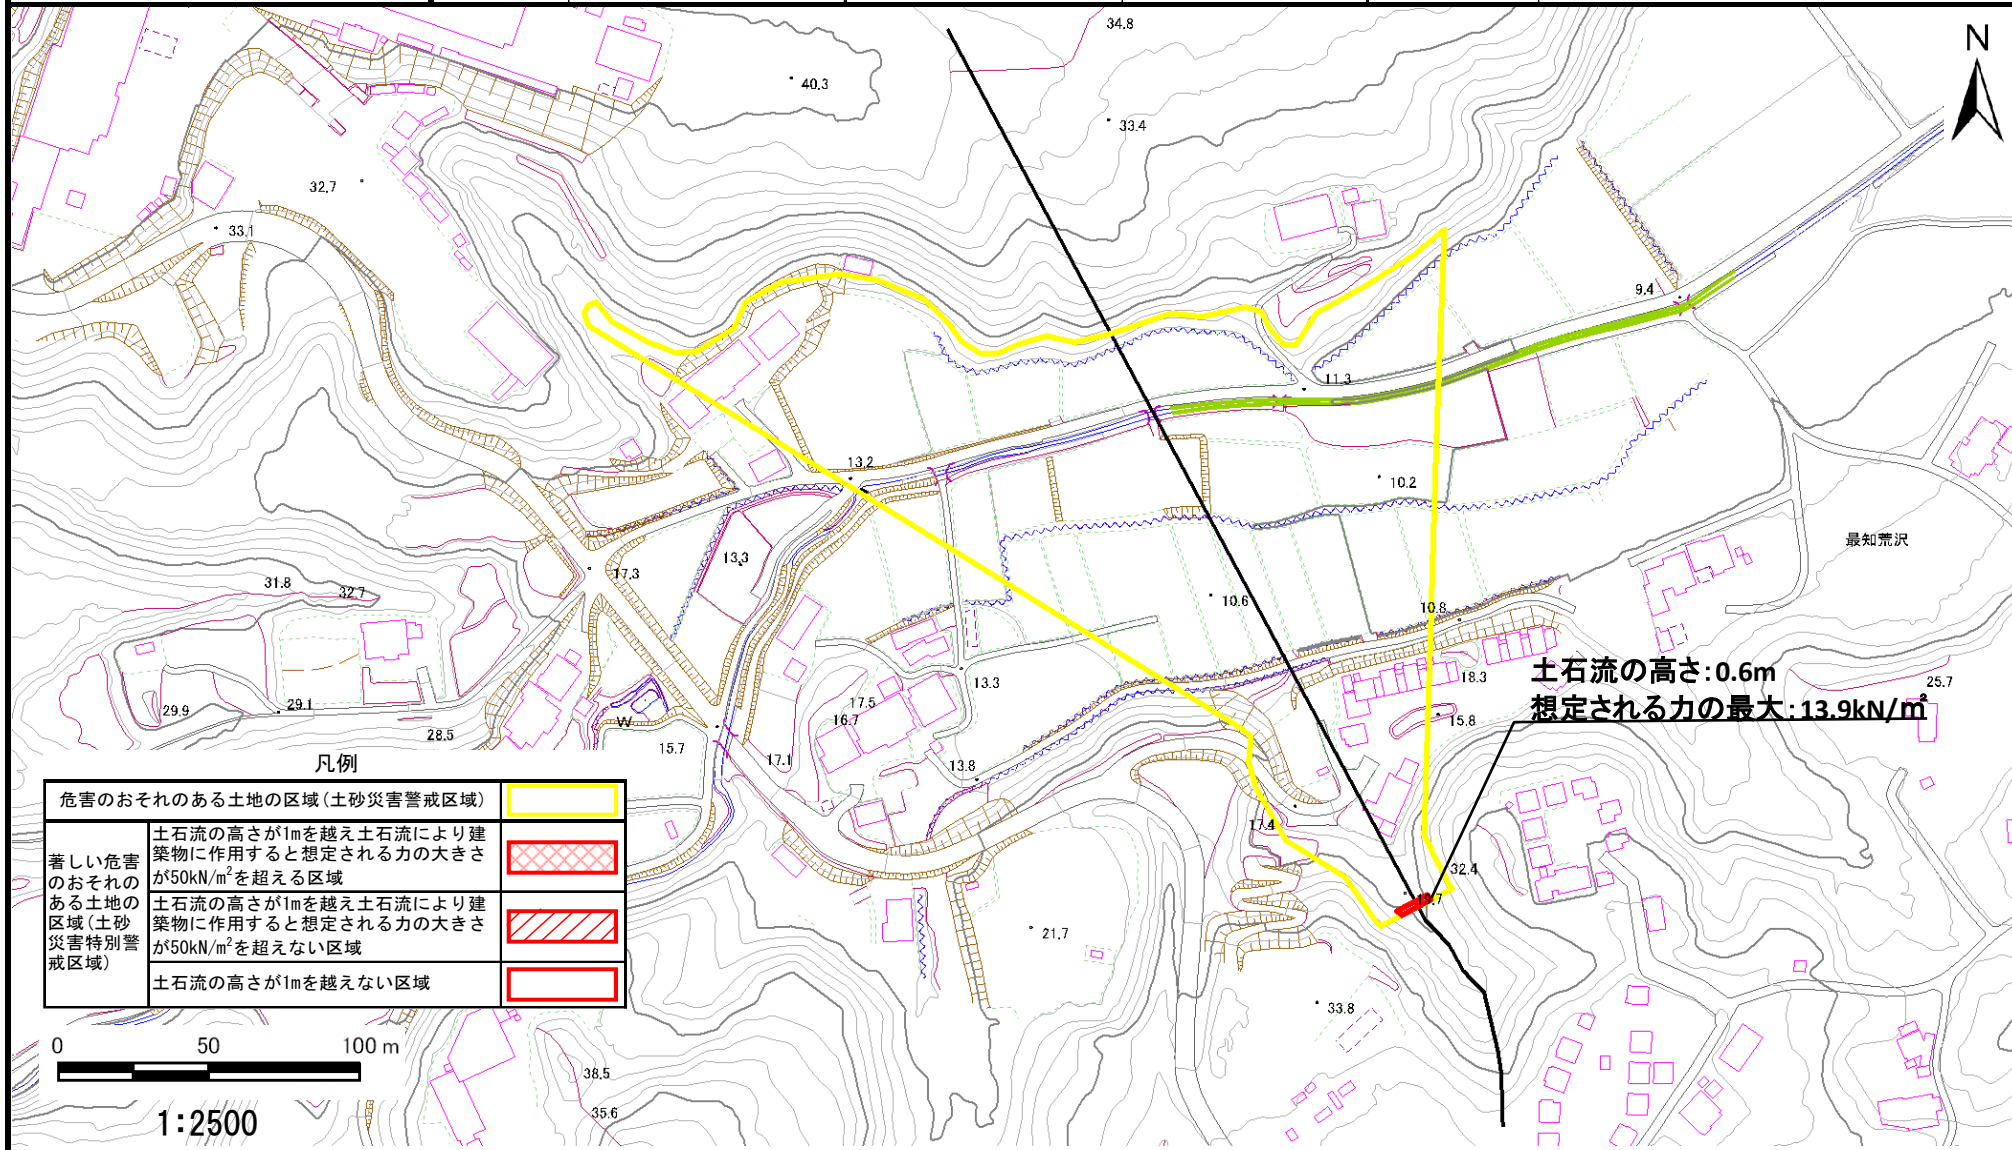 34.8
N
40.3
33.4
32.7
33.1
9.4
11.3
13.2
10.2
最知荒沢
13.3
17.3
31.8
32.7
10.6
10.8
土石流の高さ:0.6m
想定される力の最大:13.9kN/㎡
13.3
18.3
25.7
29.9
29.1
17.5
16.7
15.8
W
28.5
15.7
17.1
13.8
凡例
危害のおそれのある土地の区域(土砂災害警戒区域)
著しい危害
のおそれの
ある土地の
区域(土砂
災害特別警
戒区域)
土石流の高さが1mを越え土石流により建
築物に作用すると想定される力の大きさ
が50kN/m²を超える区域
土石流の高さが1mを越え土石流により建
築物に作用すると想定される力の大きさ
が50kN/m²を超えない区域
土石流の高さが1mを越えない区域
17.4
32.4
19.7
21.7
33.8
0 50 100 m
38.5
35.6
1:2500